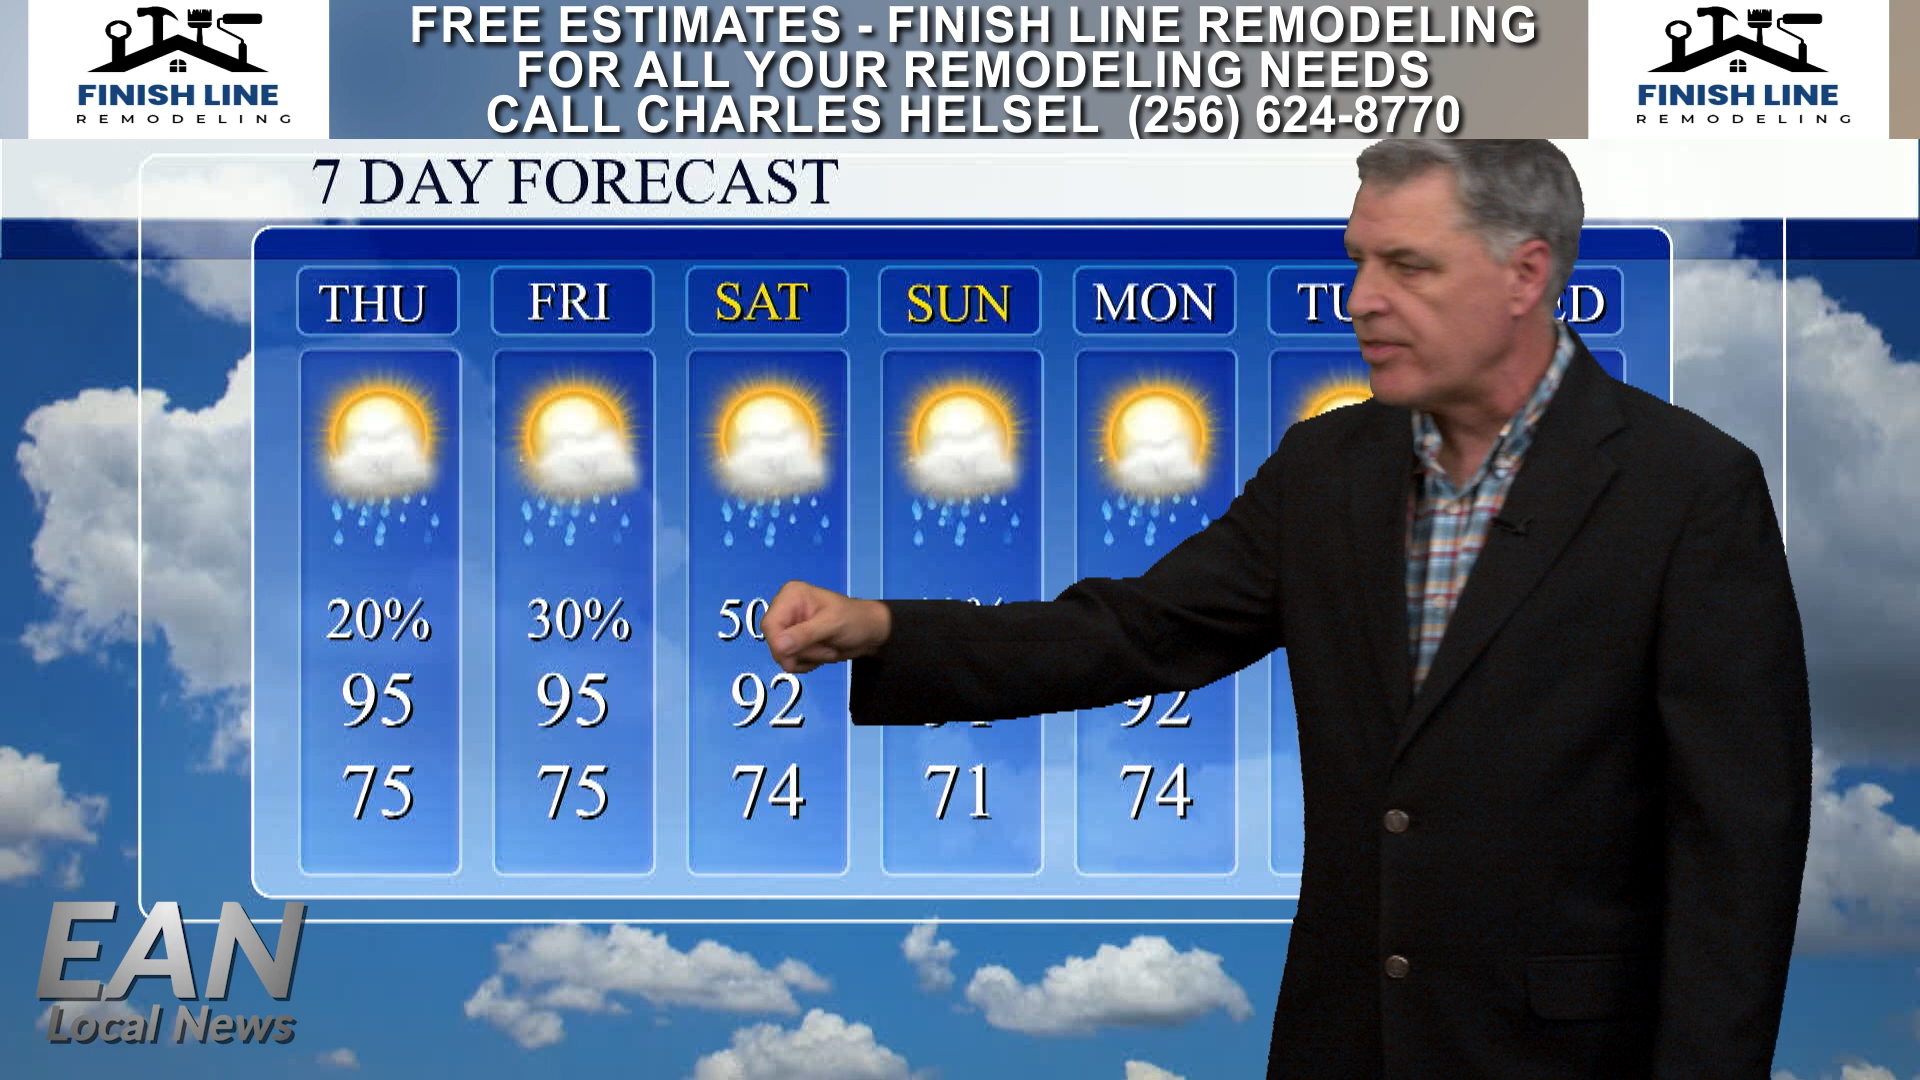 FINISH LINE
REMODELING
FREE ESTIMATES - FINISH LINE REMODELING
FOR ALL YOUR REMODELING NEEDS
CALL CHARLES HELSEL (256) 624-8770
FINISH LINE
REMODELING
7 DAY FORECAST
THU FRI SAT SUN MON
20% 30%
95 95 92 92
75 75 74 71 74
EAN
Local News